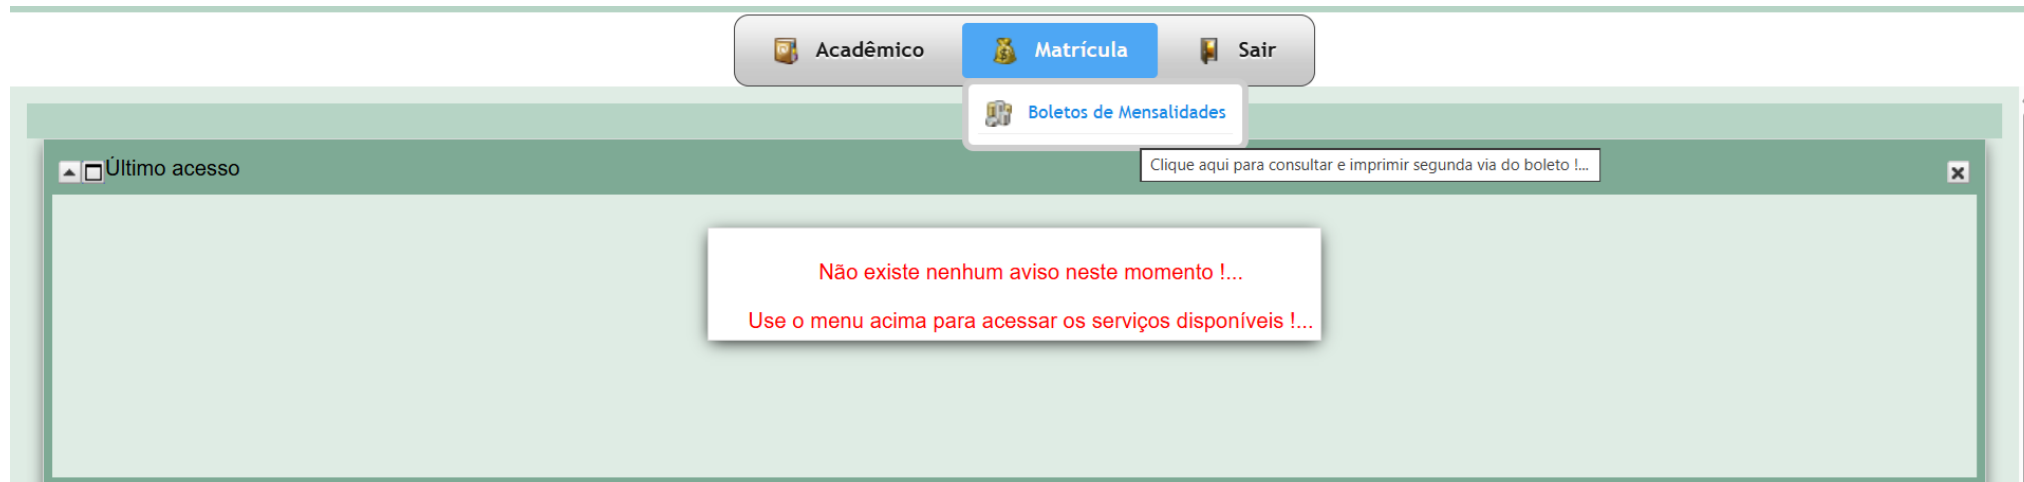 Acadêmico Matrícula Sair
Boletos de Mensalidades
Clique aqui para consultar e imprimir segunda via do boleto !...
Último acesso
Não existe nenhum aviso neste momento !...
Use o menu acima para acessar os serviços disponíveis !...